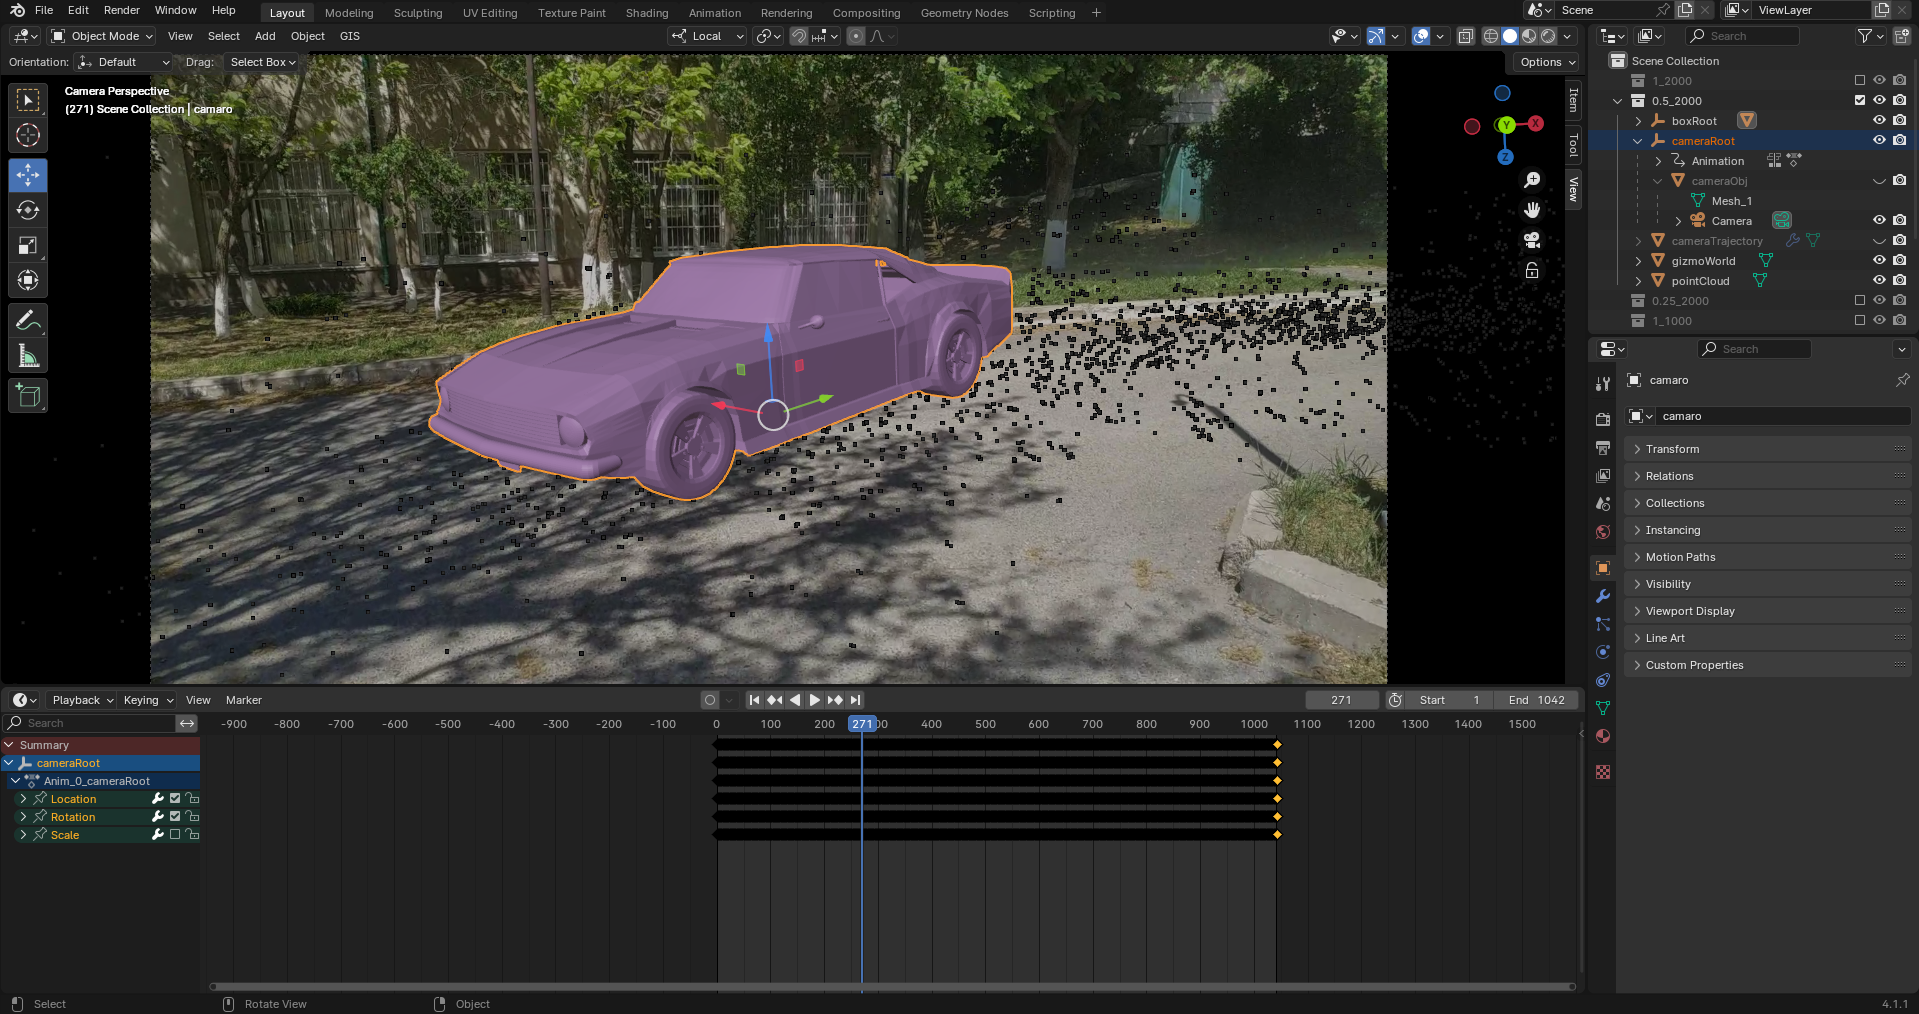 File Edit Render Window Help Layout Modeling Sculpting UV Editing Texture Paint Shading Animation Rendering Compositing Geometry Nodes Scripting + Scene ViewLayer
Object Mode View Select Add Object GIS Local Search
Orientation: Default Drag: Select Box Options
Camera Perspective
(271) Scene Collection | camaro
Item
Tool
View
X
Y
Z
Scene Collection
1_2000
0.5_2000
boxRoot
cameraRoot
Animation
cameraObj
Mesh_1
Camera
cameraTrajectory
gizmoWorld
pointCloud
0.25_2000
1_1000
Search
camaro
camaro
Transform
Relations
Collections
Instancing
Motion Paths
Visibility
Viewport Display
Line Art
Custom Properties
Playback Keying View Marker 271 Start 1 End 1042
Search -900 -800 -700 -600 -500 -400 -300 -200 -100 0 100 200 271 400 500 600 700 800 900 1000 1100 1200 1300 1400 1500
Summary
cameraRoot
Anim_0_cameraRoot
Location
Rotation
Scale
Select Rotate View Object 4.1.1